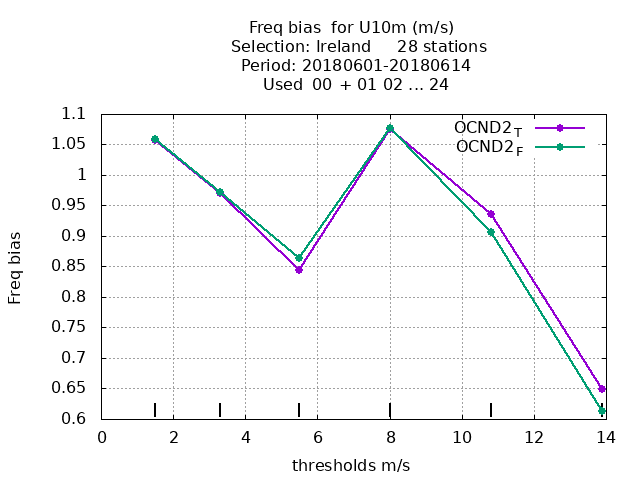 Freq bias  for U10m (m/s)
Selection: Ireland     28 stations
Period: 20180601-20180614
Used  00 + 01 02 ... 24
OCND2T
OCND2F
1.1
1.05
1
0.95
0.9
0.85
0.8
0.75
0.7
0.65
0.6
Freq bias
0 2 4 6 8 10 12 14
thresholds m/s